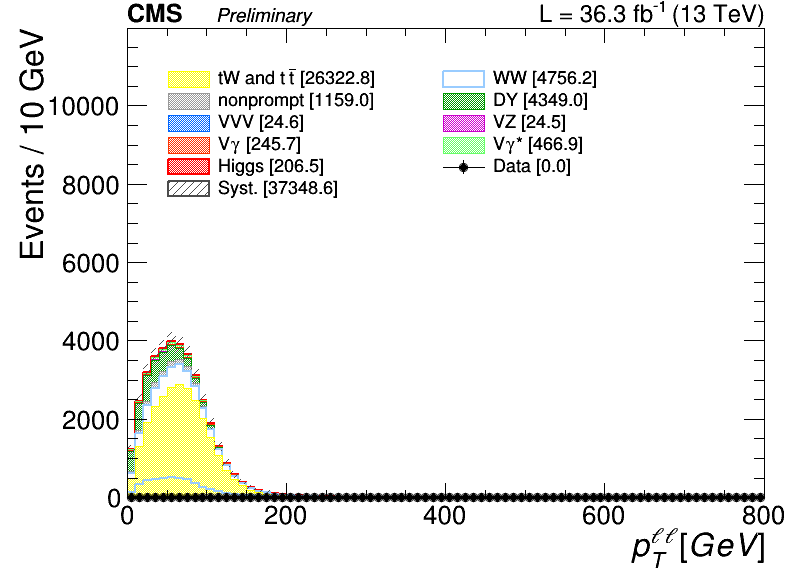 CMS Preliminary L = 36.3 fb⁻¹ (13 TeV)
Events / 10 GeV
10000
8000
6000
4000
2000
0
tW and t t̄ [26322.8]
nonprompt [1159.0]
VVV [24.6]
Vγ [245.7]
Higgs [206.5]
Syst. [37348.6]
WW [4756.2]
DY [4349.0]
VZ [24.5]
Vγ* [466.9]
Data [0.0]
0 200 400 600 800
p_T^{ℓℓ} [GeV]